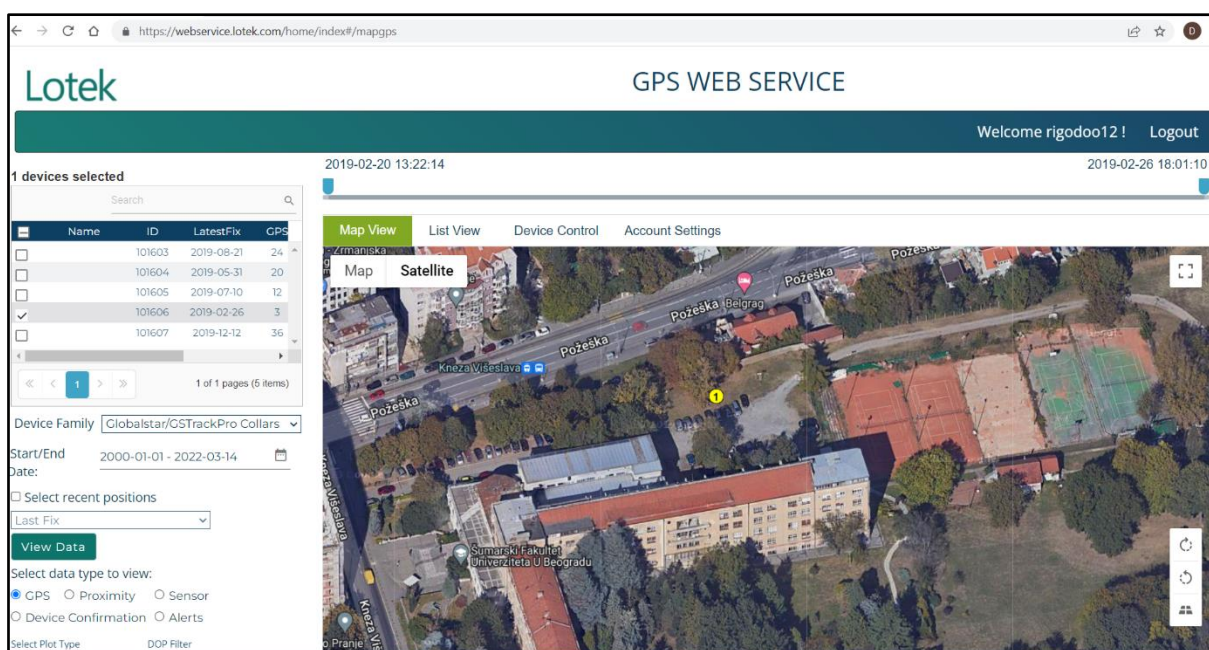 https://webservice.lotek.com/home/index#/mapgps
D
Lotek
GPS WEB SERVICE
Welcome rigodoo12 ! Logout
1 devices selected
2019-02-20 13:22:14
2019-02-26 18:01:10
Search
Name ID LatestFix GPS
101603 2019-08-21 24
101604 2019-05-31 20
101605 2019-07-10 12
101606 2019-02-26 3
101607 2019-12-12 36
« < 1 > » 1 of 1 pages (5 items)
Device Family Globalstar/GSTrackPro Collars
Start/End Date:
2000-01-01 - 2022-03-14
Select recent positions
Last Fix
View Data
Select data type to view:
GPS Proximity Sensor
Device Confirmation Alerts
Select Plot Type DOP Filter
Map View List View Device Control Account Settings
Zrmanjska
Map Satellite
Požeška
Požeška
Požeška
Belgrag
Požeška
Požeška
Kneza Višeslava
Požeška
1
Kneza Višeslava
Šumarski Fakultet
Univerziteta U Beogradu
Kneza Viš
o Pranje